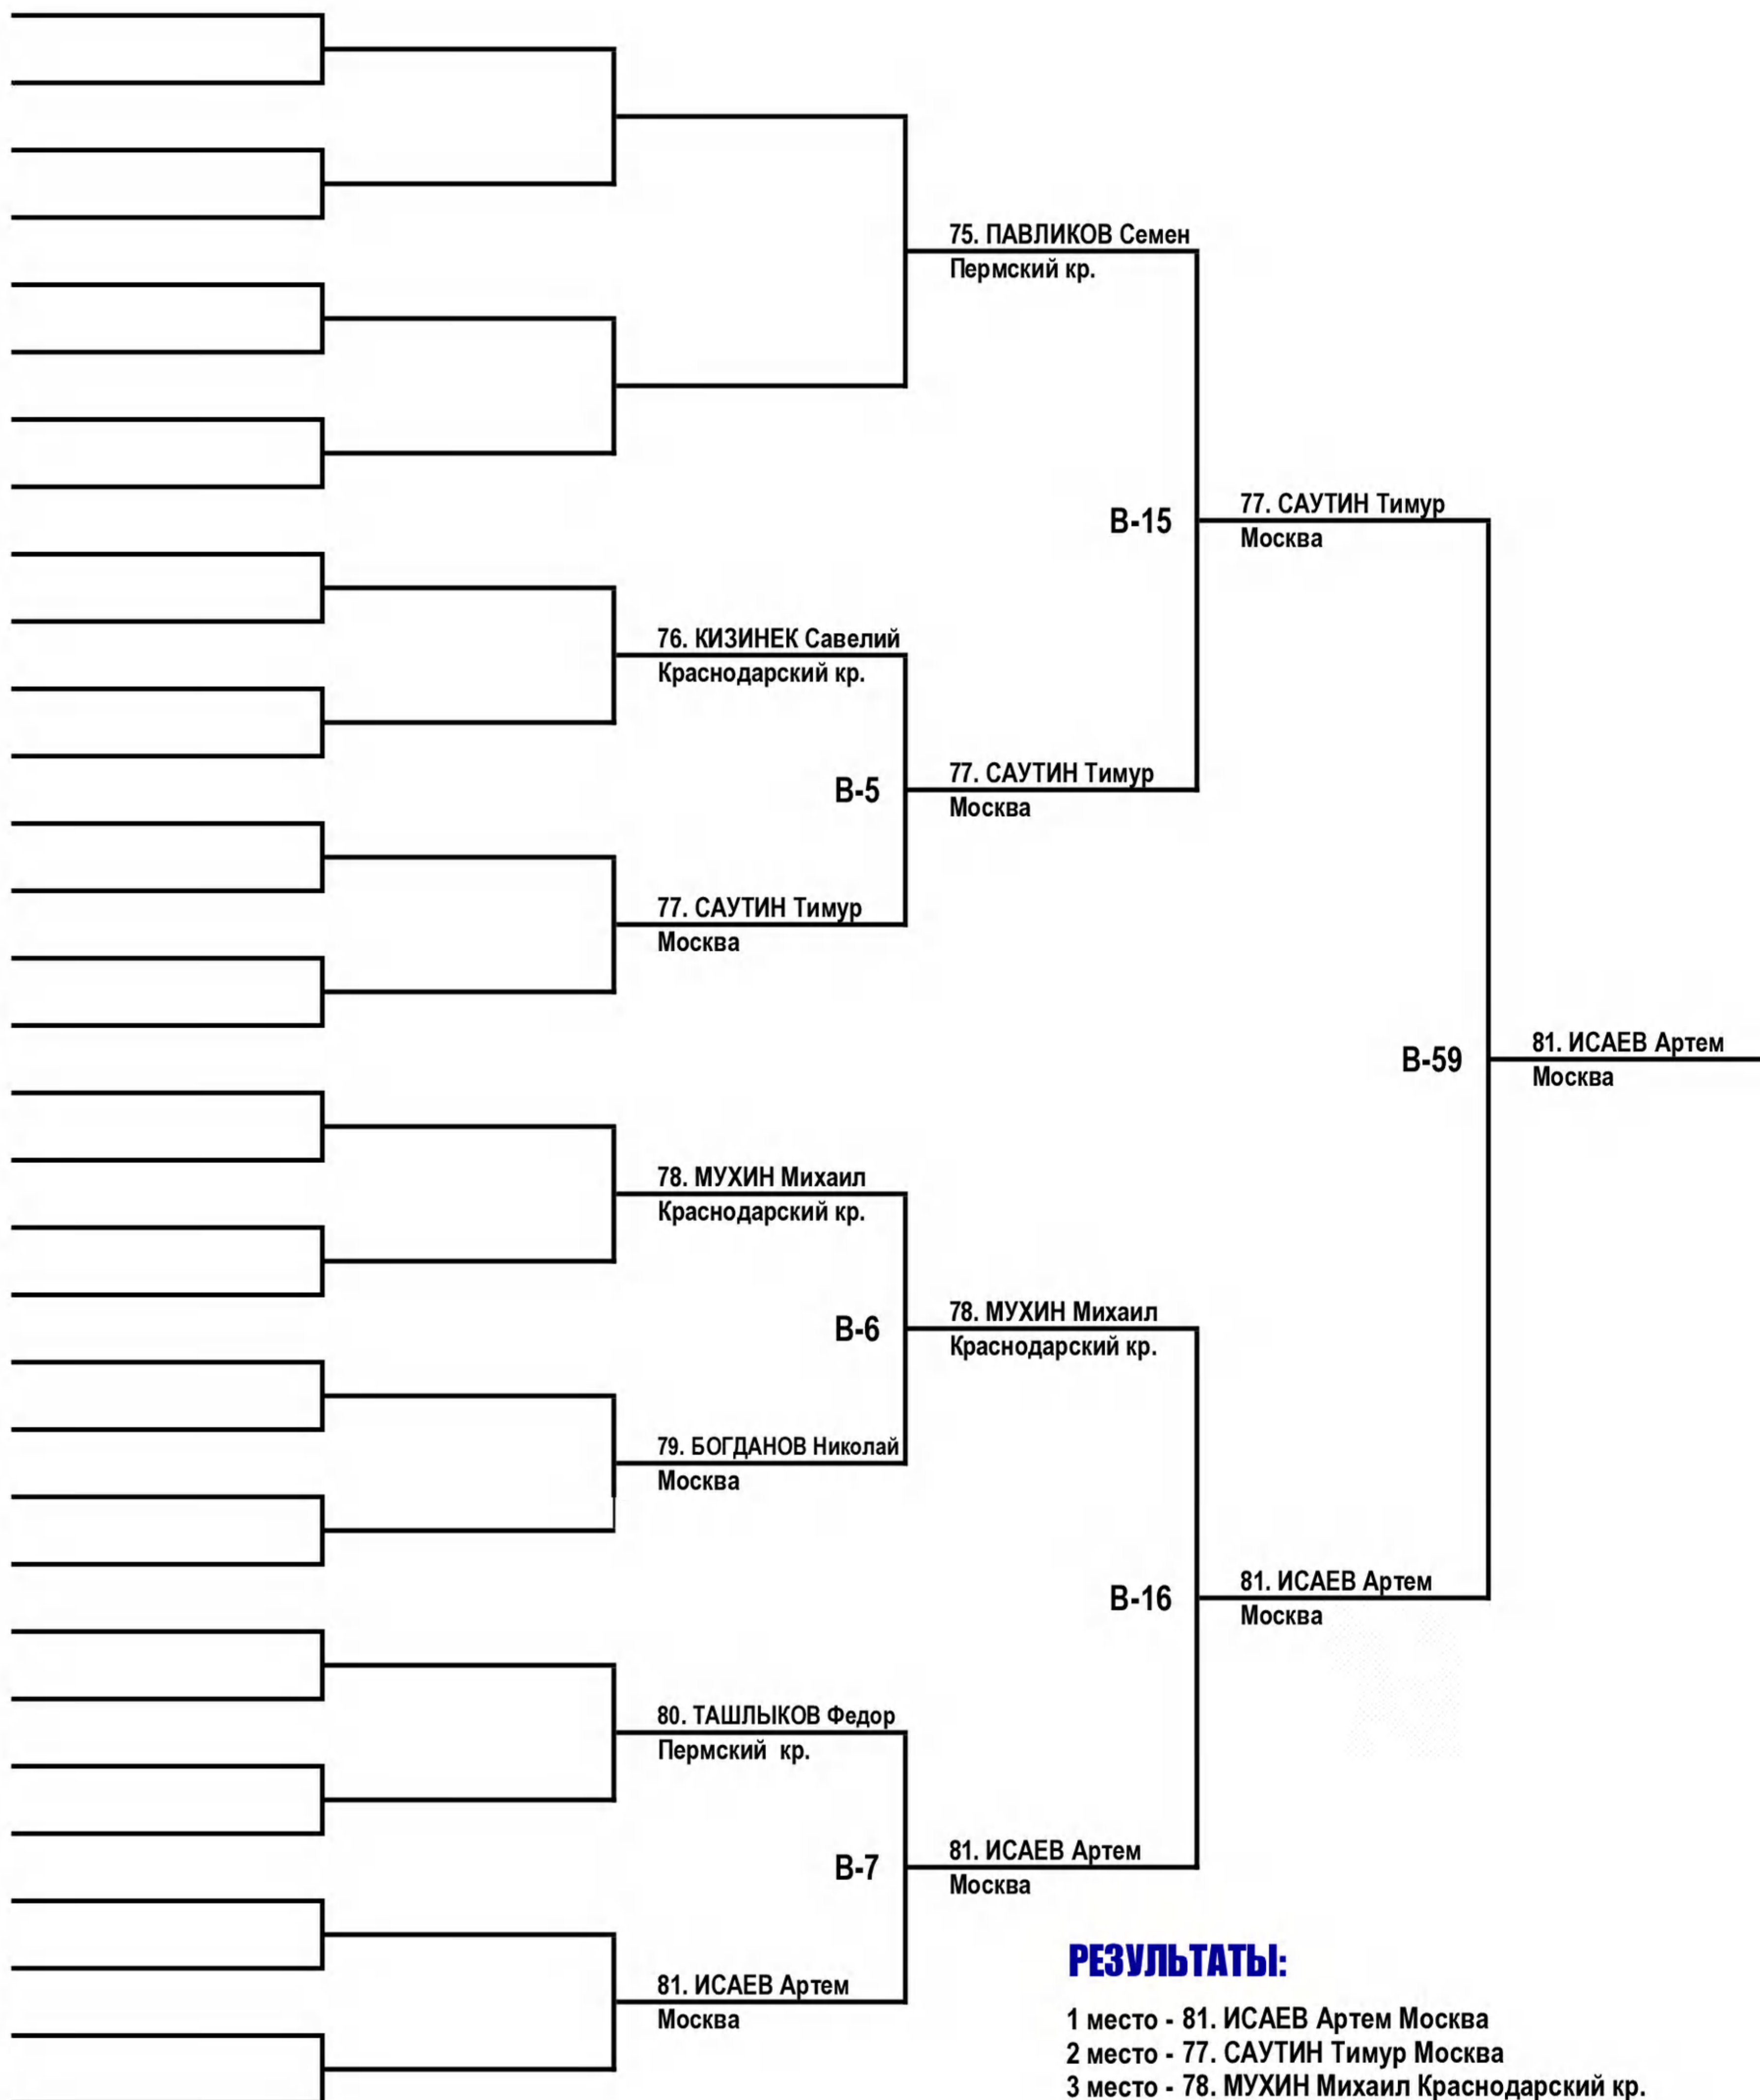 75. ПАВЛИКОВ Семен
Пермский кр.
В-15
77. САУТИН Тимур
Москва
76. КИЗИНЕК Савелий
Краснодарский кр.
В-5
77. САУТИН Тимур
Москва
77. САУТИН Тимур
Москва
В-59
81. ИСАЕВ Артем
Москва
78. МУХИН Михаил
Краснодарский кр.
В-6
78. МУХИН Михаил
Краснодарский кр.
79. БОГДАНОВ Николай
Москва
В-16
81. ИСАЕВ Артем
Москва
80. ТАШЛЫКОВ Федор
Пермский  кр.
В-7
81. ИСАЕВ Артем
Москва
81. ИСАЕВ Артем
Москва
РЕЗУЛЬТАТЫ:
1 место - 81. ИСАЕВ Артем Москва
2 место - 77. САУТИН Тимур Москва
3 место - 78. МУХИН Михаил Краснодарский кр.